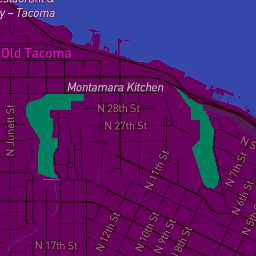 staurant &
y – Tacoma
Old Tacoma
Montamara Kitchen
N 28th St
N 27th St
N Junett St
N 11th St
N S
N 7th St
N 6th St
N 5th St
N 12th St
N 10th St
N 9th St
N 8th St
N 17th St